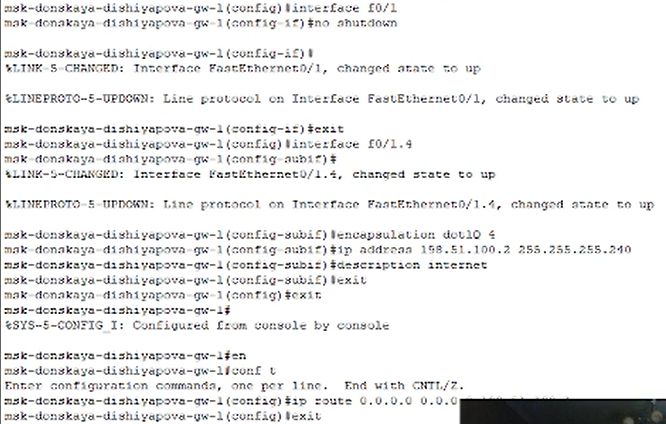 msk-donskaya-dishiyapova-gw-1(config)#interface f0/1
msk-donskaya-dishiyapova-gw-1(config-if)#no shutdown
msk-donskaya-dishiyapova-gw-1(config-if)#
%LINK-5-CHANGED: Interface FastEthernet0/1, changed state to up
%LINEPROTO-5-UPDOWN: Line protocol on Interface FastEthernet0/1, changed state to up
msk-donskaya-dishiyapova-gw-1(config-if)#exit
msk-donskaya-dishiyapova-gw-1(config)#interface f0/1.4
msk-donskaya-dishiyapova-gw-1(config-subif)#
%LINK-5-CHANGED: Interface FastEthernet0/1.4, changed state to up
%LINEPROTO-5-UPDOWN: Line protocol on Interface FastEthernet0/1.4, changed state to up
msk-donskaya-dishiyapova-gw-1(config-subif)#encapsulation dot1Q 4
msk-donskaya-dishiyapova-gw-1(config-subif)#ip address 198.51.100.2 255.255.255.240
msk-donskaya-dishiyapova-gw-1(config-subif)#description internet
msk-donskaya-dishiyapova-gw-1(config-subif)#exit
msk-donskaya-dishiyapova-gw-1(config)#exit
msk-donskaya-dishiyapova-gw-1#
%SYS-5-CONFIG_I: Configured from console by console
msk-donskaya-dishiyapova-gw-1#en
msk-donskaya-dishiyapova-gw-1#conf t
Enter configuration commands, one per line. End with CNTL/Z.
msk-donskaya-dishiyapova-gw-1(config)#ip route 0.0.0.0
msk-donskaya-dishiyapova-gw-1(config)#exit